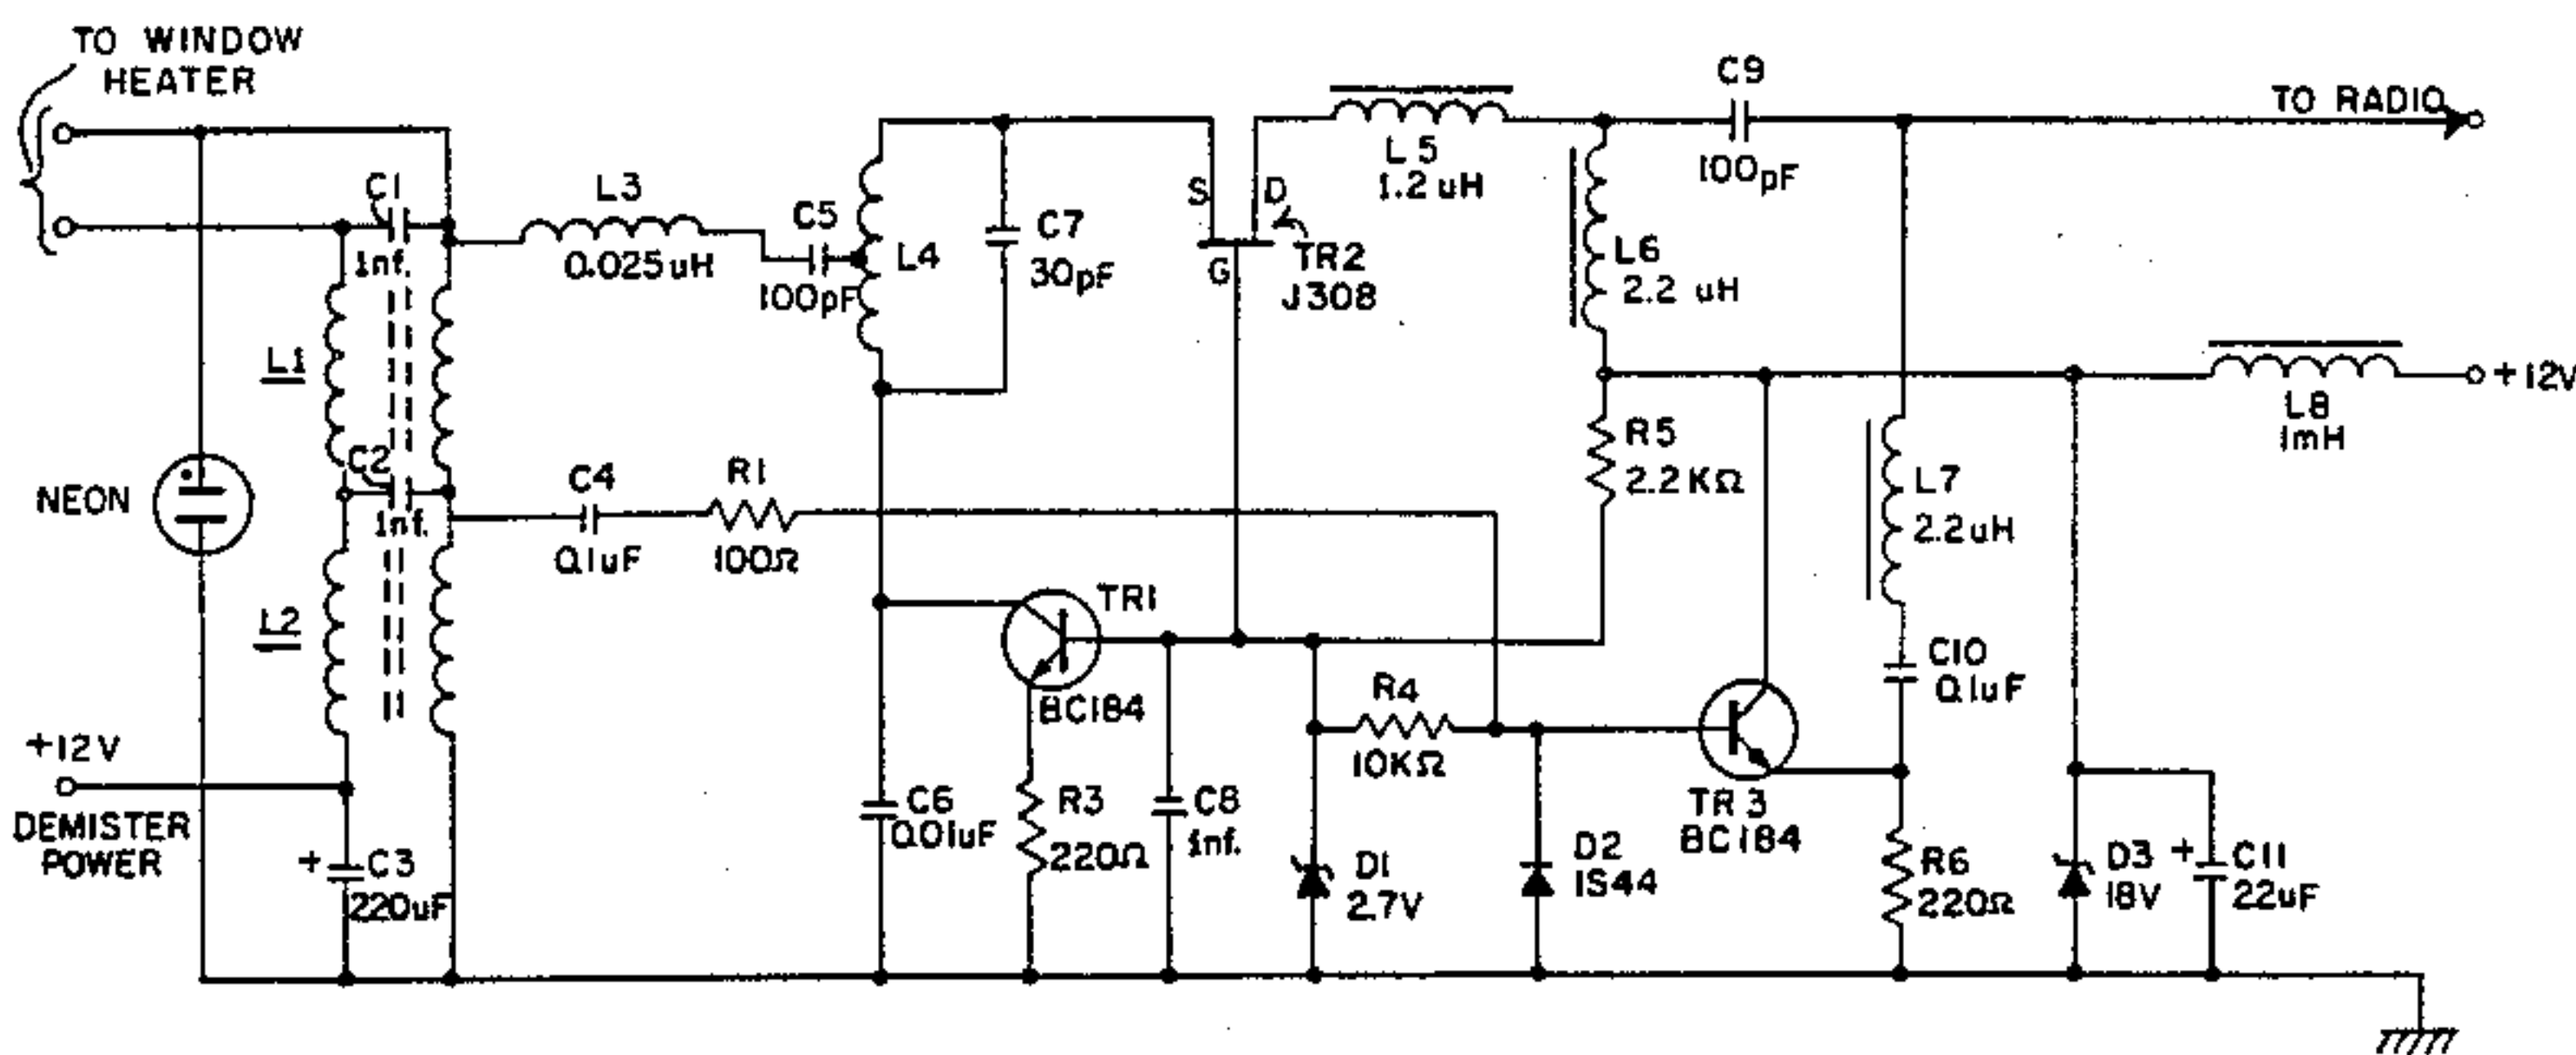 TO WINDOW
HEATER
C1
1nf.
L1
C2
1nf.
NEON
L2
+12V
DEMISTER
POWER
+
C3
220uF
L3
0.025uH
C5
100pF
L4
C7
30pF
C4
0.1uF
R1
100Ω
S
D
G
TR2
J308
L5
1.2uH
C9
100pF
TO RADIO
L6
2.2 uH
R5
2.2KΩ
L7
2.2uH
L8
1mH
+12V
TR1
BC184
R3
220Ω
C6
0.01uF
C8
1nf.
R4
10KΩ
D1
2.7V
D2
1S44
TR3
BC184
C10
0.1uF
R6
220Ω
D3
18V
+
C11
22uF